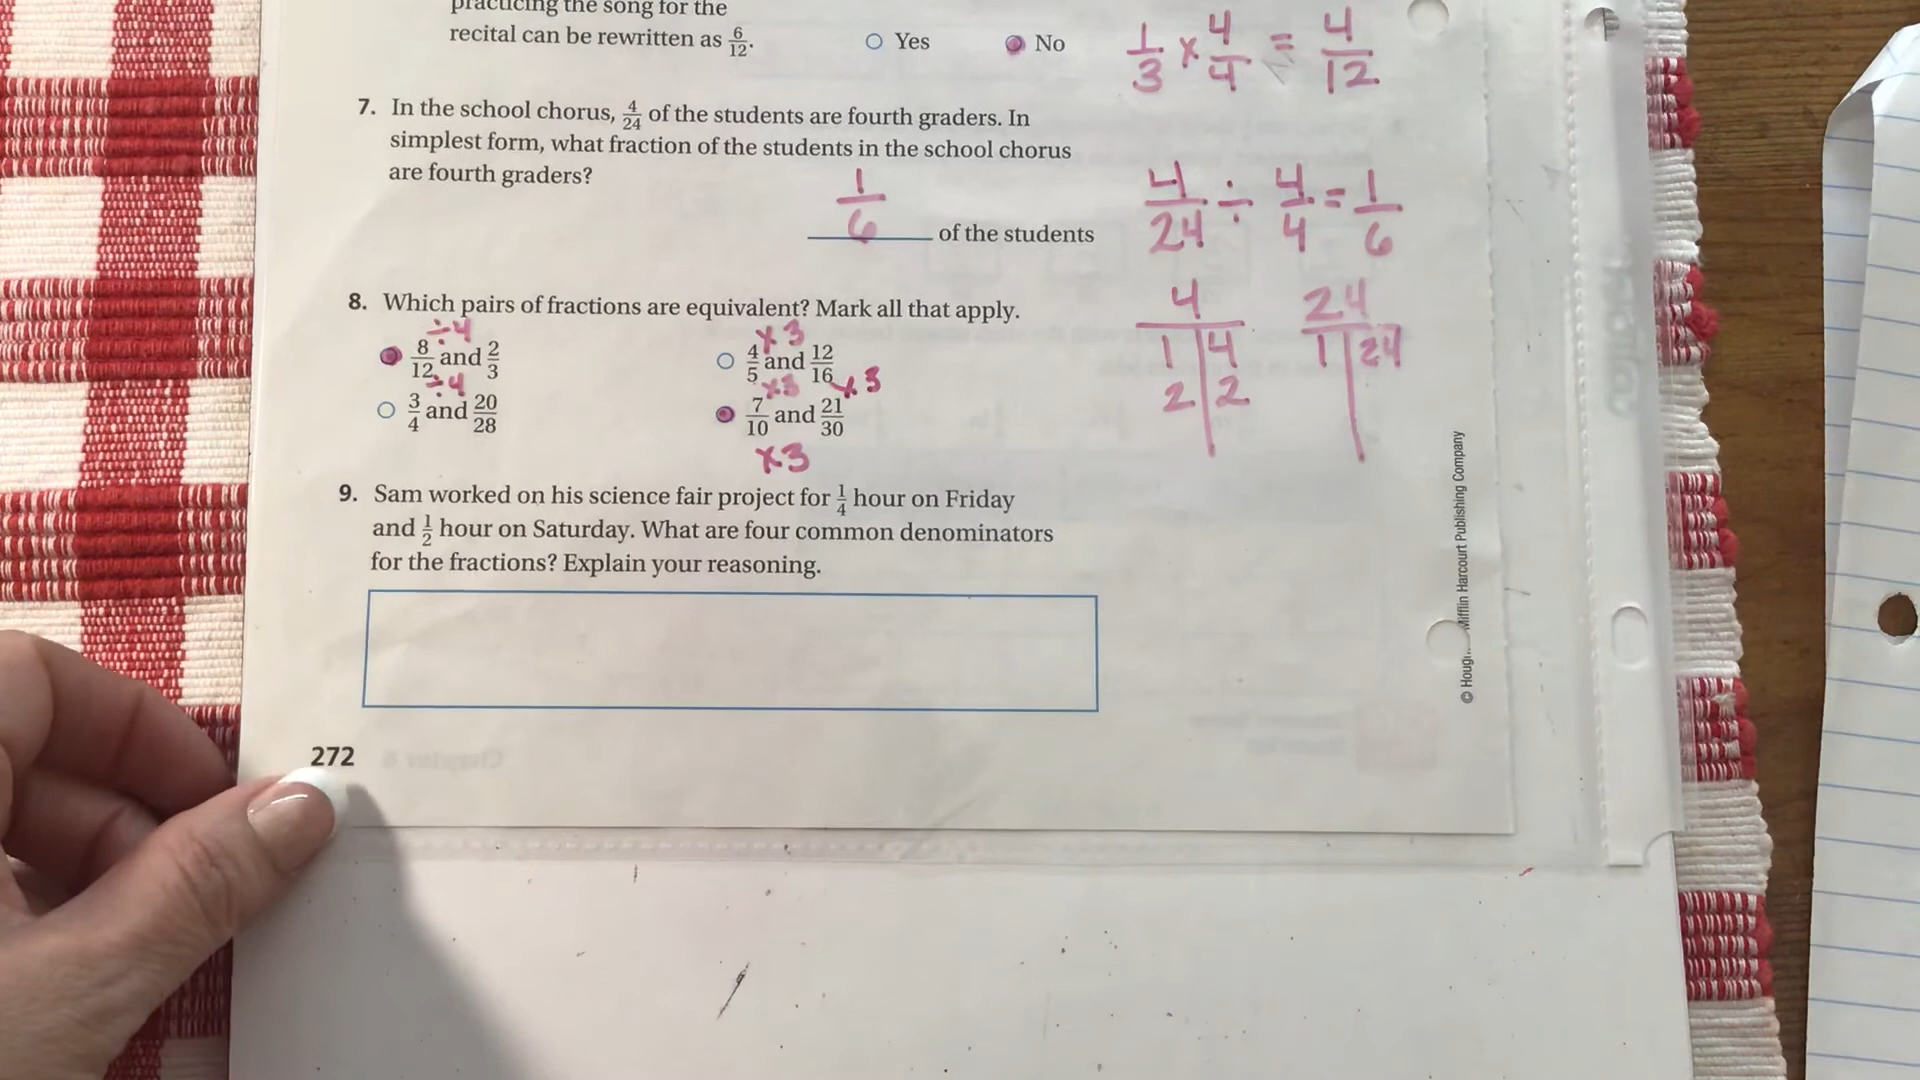 practicing the song for the
recital can be rewritten as 6/12. Yes No
1/3 x 4/4 = 4/12
7. In the school chorus, 4/24 of the students are fourth graders. In
simplest form, what fraction of the students in the school chorus
are fourth graders?
1/6 of the students
4/24 ÷ 4/4 = 1/6
4 24
1 4 1 24
2 2
8. Which pairs of fractions are equivalent? Mark all that apply.
÷4 x3
8/12 and 2/3 4/5 and 12/16
÷4 x3 x3
3/4 and 20/28 7/10 and 21/30
x3
9. Sam worked on his science fair project for 1/4 hour on Friday
and 1/2 hour on Saturday. What are four common denominators
for the fractions? Explain your reasoning.
272
Mifflin Harcourt Publishing Company